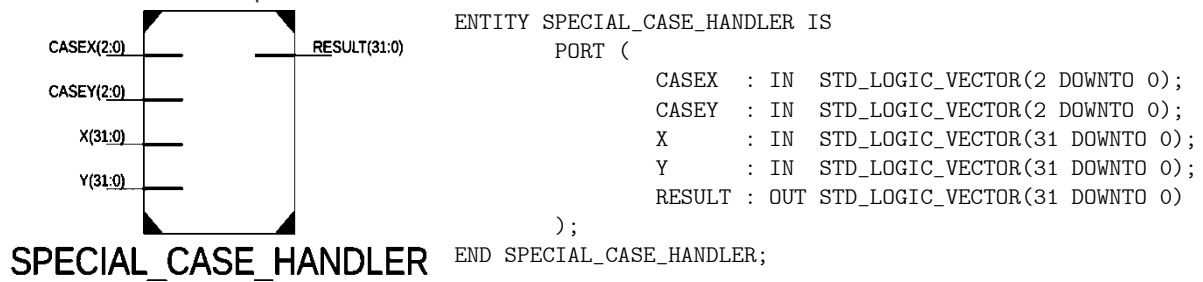 CASEX(2:0)
RESULT(31:0)
CASEY(2:0)
X(31:0)
Y(31:0)
SPECIAL_CASE_HANDLER
ENTITY SPECIAL_CASE_HANDLER IS
PORT (
CASEX : IN STD_LOGIC_VECTOR(2 DOWNTO 0);
CASEY : IN STD_LOGIC_VECTOR(2 DOWNTO 0);
X : IN STD_LOGIC_VECTOR(31 DOWNTO 0);
Y : IN STD_LOGIC_VECTOR(31 DOWNTO 0);
RESULT : OUT STD_LOGIC_VECTOR(31 DOWNTO 0)
);
END SPECIAL_CASE_HANDLER;